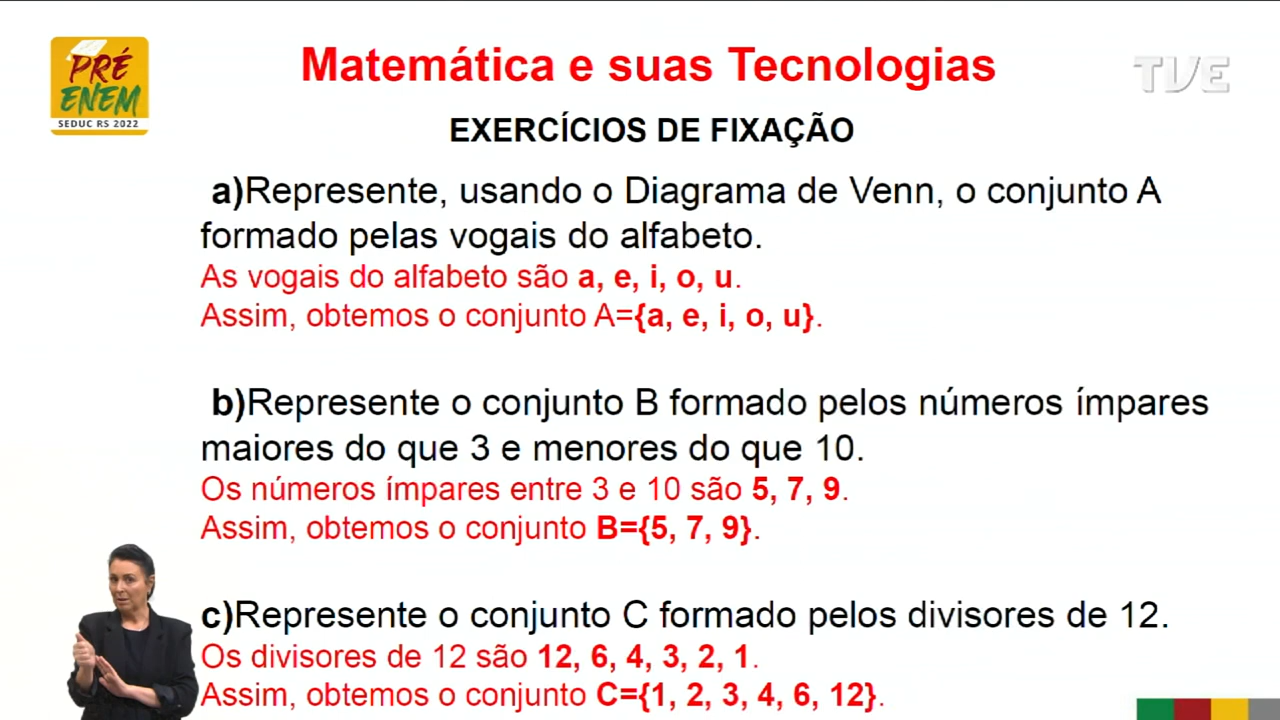 PRÉ
ENEM
SEDUC RS 2022
Matemática e suas Tecnologias
TVE
EXERCÍCIOS DE FIXAÇÃO
a)Represente, usando o Diagrama de Venn, o conjunto A
formado pelas vogais do alfabeto.
As vogais do alfabeto são a, e, i, o, u.
Assim, obtemos o conjunto A={a, e, i, o, u}.
b)Represente o conjunto B formado pelos números ímpares
maiores do que 3 e menores do que 10.
Os números ímpares entre 3 e 10 são 5, 7, 9.
Assim, obtemos o conjunto B={5, 7, 9}.
c)Represente o conjunto C formado pelos divisores de 12.
Os divisores de 12 são 12, 6, 4, 3, 2, 1.
Assim, obtemos o conjunto C={1, 2, 3, 4, 6, 12}.